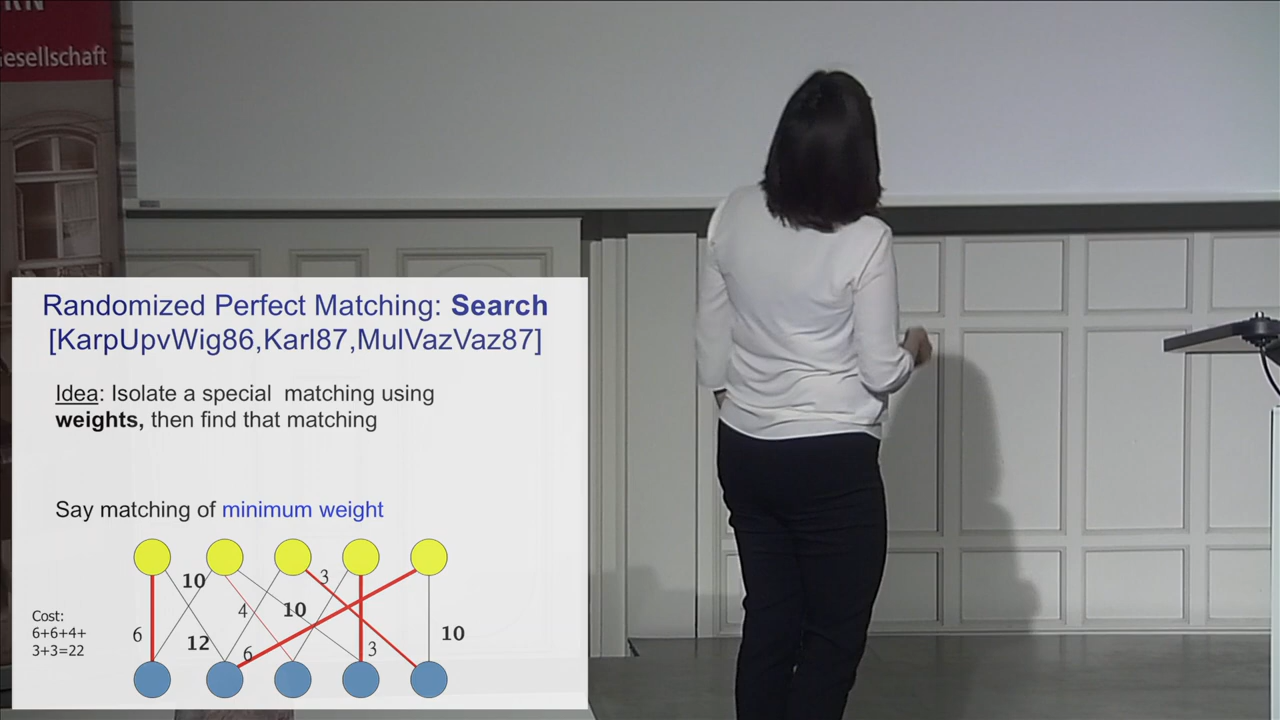 RN
Gesellschaft
Randomized Perfect Matching: Search
[KarpUpvWig86,Karl87,MulVazVaz87]
Idea: Isolate a special matching using
weights, then find that matching
Say matching of minimum weight
10
3
4
10
Cost:
6+6+4+
3+3=22
6
12
6
3
10